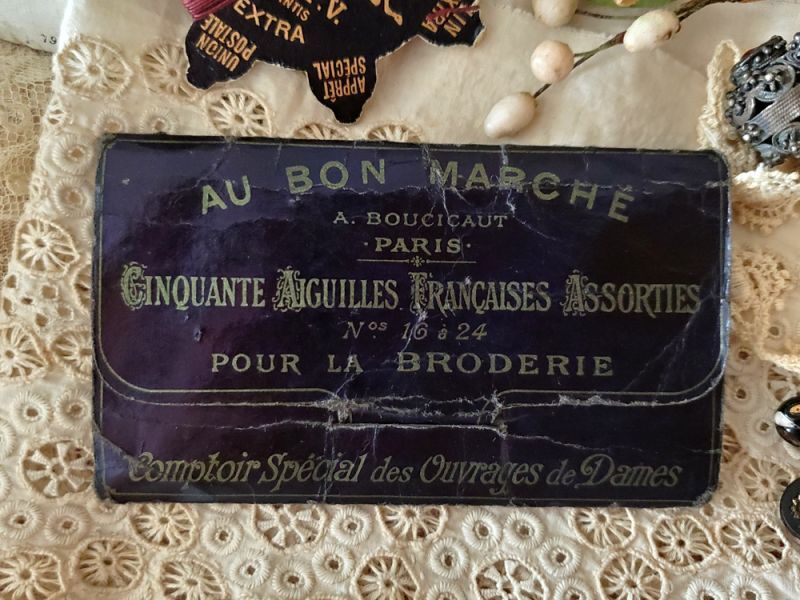 EXTRA
UNION
POSTALE
APPRÊT
SPÉCIAL
EXTRA
AU BON MARCHÉ
A. BOUCICAUT
·PARIS·
CINQUANTE AIGUILLES FRANÇAISES ASSORTIES
Nos 16 à 24
POUR LA BRODERIE
Comptoir Spécial des Ouvrages de Dames